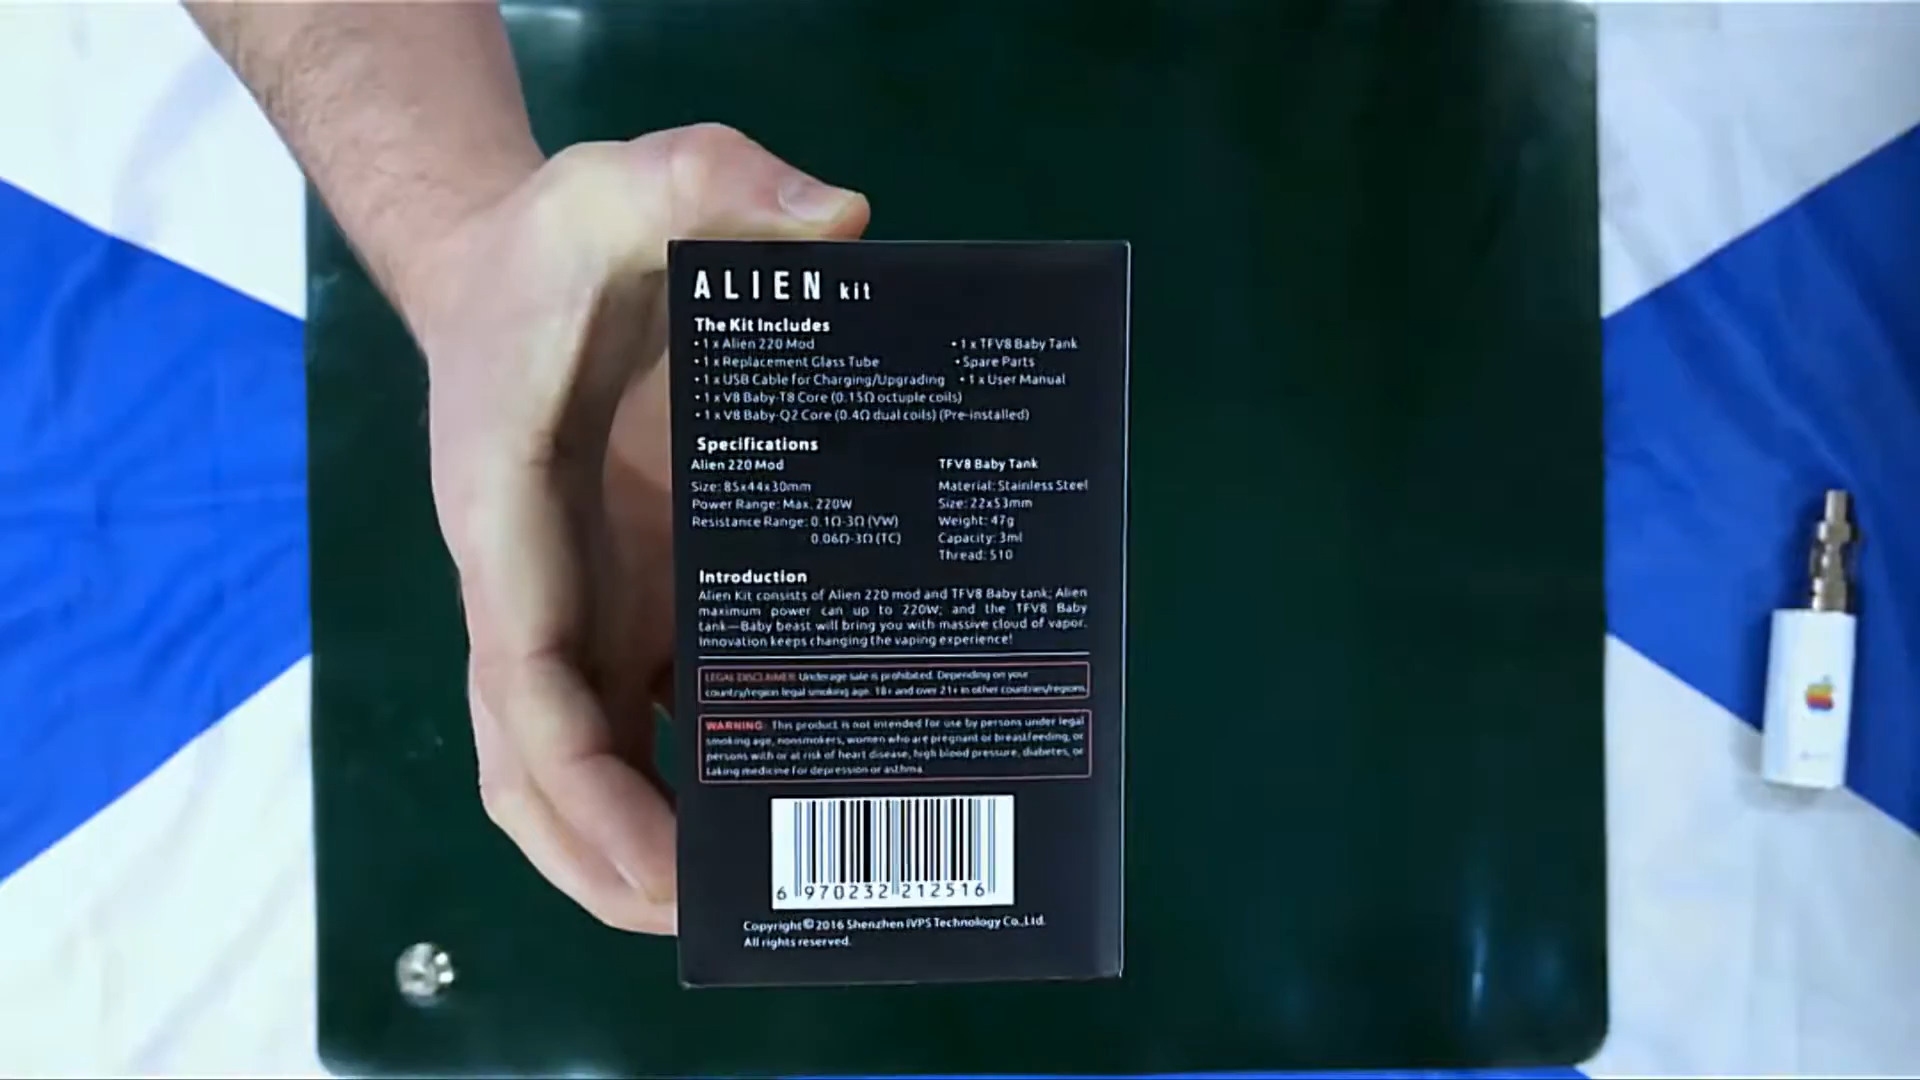 ALIEN kit
The Kit Includes
• 1 x Alien 220 Mod • 1 x TFV8 Baby Tank
• 1 x Replacement Glass Tube • Spare Parts
• 1 x USB Cable for Charging/Upgrading • 1 x User Manual
• 1 x V8 Baby-T8 Core (0.15Ω octuple coils)
• 1 x V8 Baby-Q2 Core (0.4Ω dual coils) (Pre-installed)
Specifications
Alien 220 Mod TFV8 Baby Tank
Size: 85x44x30mm Material: Stainless Steel
Power Range: Max. 220W Size: 22x53mm
Resistance Range: 0.1Ω-3Ω (VW) Weight: 47g
0.06Ω-3Ω (TC) Capacity: 3ml
Thread: 510
Introduction
Alien Kit consists of Alien 220 mod and TFV8 Baby tank; Alien
maximum power can up to 220W; and the TFV8 Baby
tank—Baby beast will bring you with massive cloud of vapor.
Innovation keeps changing the vaping experience!
LEGAL DISCLAIMER: Underage sale is prohibited. Depending on your
country/region legal smoking age. 18+ and over 21+ in other countries/regions.
WARNING: This product is not intended for use by persons under legal
smoking age, nonsmokers, women who are pregnant or breastfeeding, or
persons with or at risk of heart disease, high blood pressure, diabetes, or
taking medicine for depression or asthma.
6 970232 212516
Copyright©2016 Shenzhen IVPS Technology Co.,Ltd.
All rights reserved.